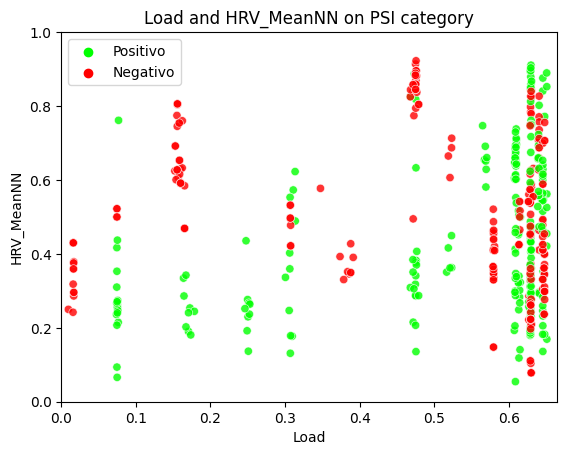 Load and HRV_MeanNN on PSI category
Positivo
Negativo
HRV_MeanNN
1.0
0.8
0.6
0.4
0.2
0.0
0.0 0.1 0.2 0.3 0.4 0.5 0.6
Load